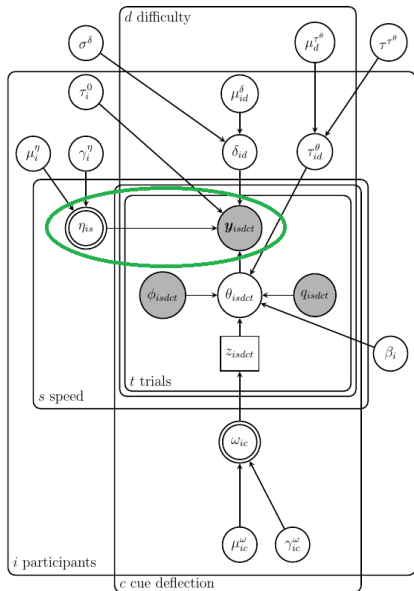 d difficulty
σ^δ
μ_d^{τ^θ}
τ^{τ^θ}
τ_i^0
μ_{id}^δ
μ_i^η
γ_i^η
δ_{id}
τ_{id}^θ
η_{is}
y_{isdct}
ϕ_{isdct}
θ_{isdct}
q_{isdct}
z_{isdct}
β_i
t trials
s speed
ω_{ic}
μ_{ic}^ω
γ_{ic}^ω
i participants
c cue deflection